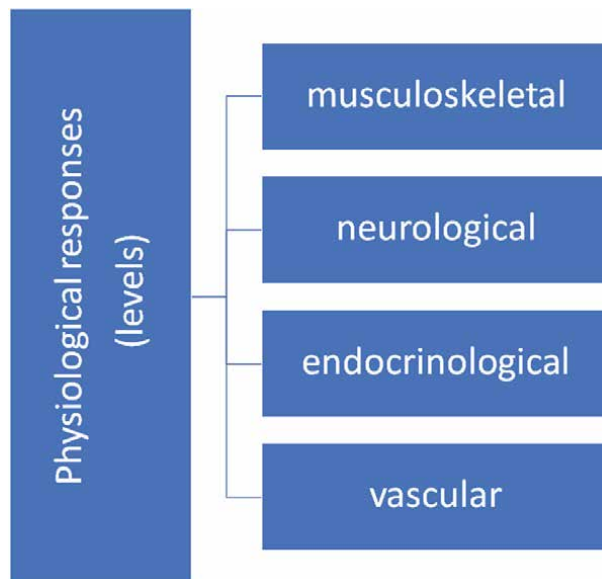 Physiological responses
(levels)
musculoskeletal
neurological
endocrinological
vascular